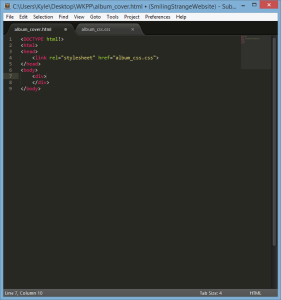 C:\Users\Kyle\Desktop\WKPF\album_cover.html • (SmilingStrangeWebsite) - Sub...
File Edit Selection Find View Goto Tools Project Preferences Help
album_cover.html album_css.css
1 <!DOCTYPE html>
2 <html>
3 <head>
4 <link rel="stylesheet" href="album_css.css">
5 </head>
6 <body>
7 <div>
8 </div>
9 </body>
Line 7, Column 10 Tab Size: 4 HTML